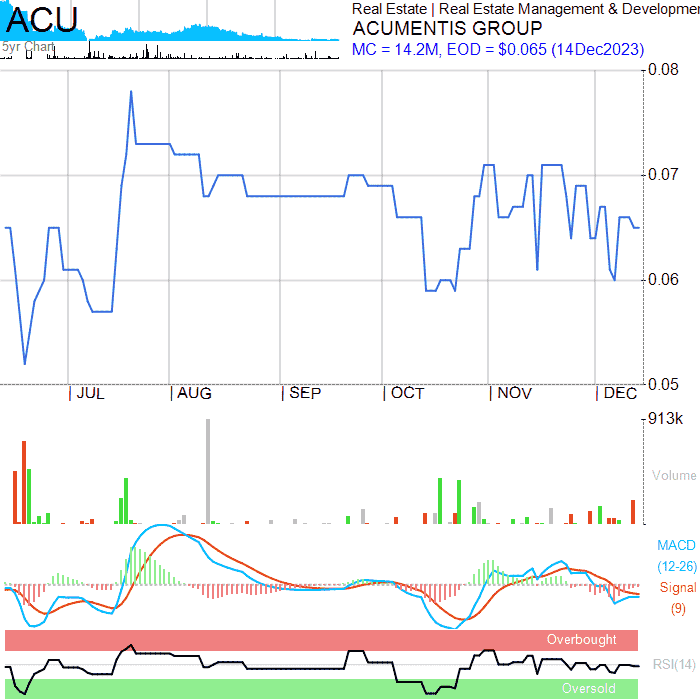 ACU
5yr Chart
Real Estate | Real Estate Management & Developmen
ACUMENTIS GROUP
MC = 14.2M, EOD = $0.065 (14Dec2023)
0.08
0.07
0.06
0.05
| JUL | AUG | SEP | OCT | NOV | DEC
913k
Volume
MACD
(12-26)
Signal
(9)
Overbought
RSI(14)
Oversold